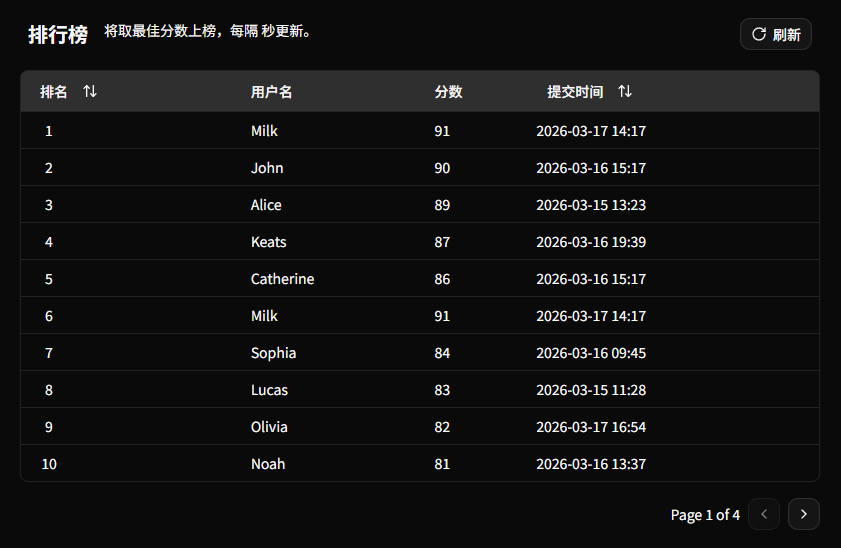 排行榜 将取最佳分数上榜，每隔 秒更新。 刷新
排名 用户名 分数 提交时间
1 Milk 91 2026-03-17 14:17
2 John 90 2026-03-16 15:17
3 Alice 89 2026-03-15 13:23
4 Keats 87 2026-03-16 19:39
5 Catherine 86 2026-03-16 15:17
6 Milk 91 2026-03-17 14:17
7 Sophia 84 2026-03-16 09:45
8 Lucas 83 2026-03-15 11:28
9 Olivia 82 2026-03-17 16:54
10 Noah 81 2026-03-16 13:37
Page 1 of 4